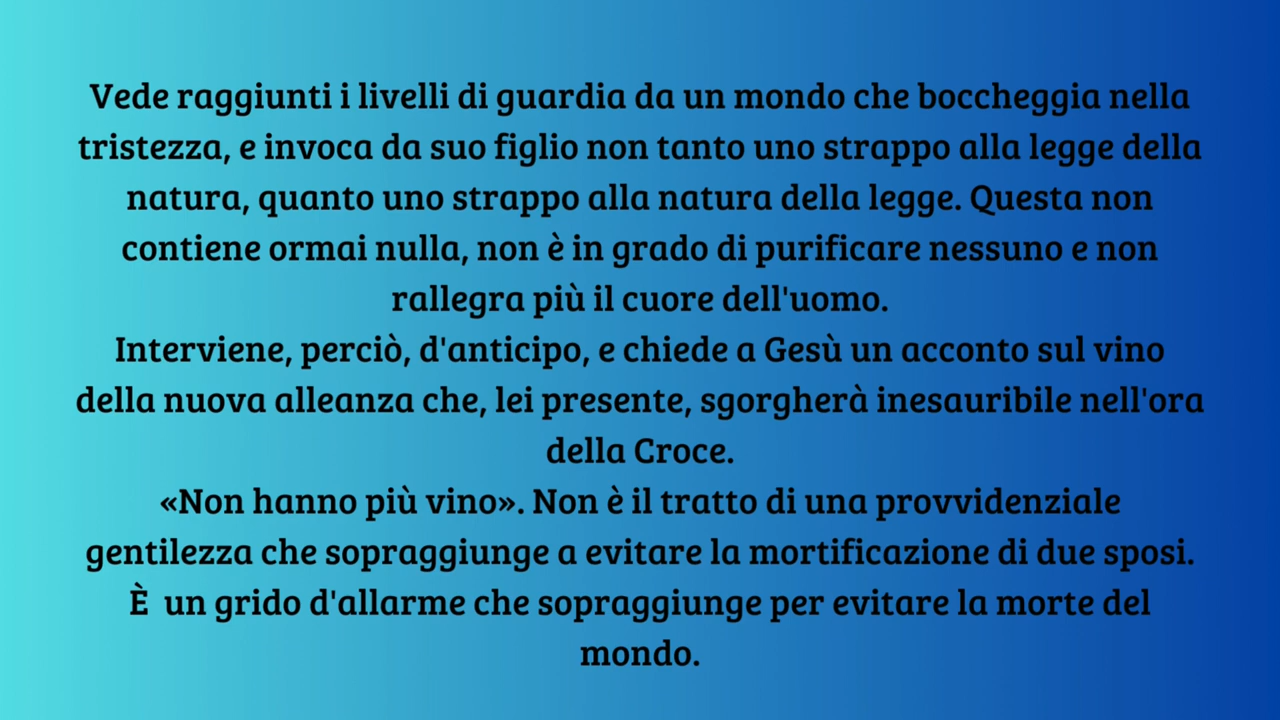 Vede raggiunti i livelli di guardia da un mondo che boccheggia nella
tristezza, e invoca da suo figlio non tanto uno strappo alla legge della
natura, quanto uno strappo alla natura della legge. Questa non
contiene ormai nulla, non è in grado di purificare nessuno e non
rallegra più il cuore dell'uomo.
Interviene, perciò, d'anticipo, e chiede a Gesù un acconto sul vino
della nuova alleanza che, lei presente, sgorgherà inesauribile nell'ora
della Croce.
«Non hanno più vino». Non è il tratto di una provvidenziale
gentilezza che sopraggiunge a evitare la mortificazione di due sposi.
È  un grido d'allarme che sopraggiunge per evitare la morte del
mondo.